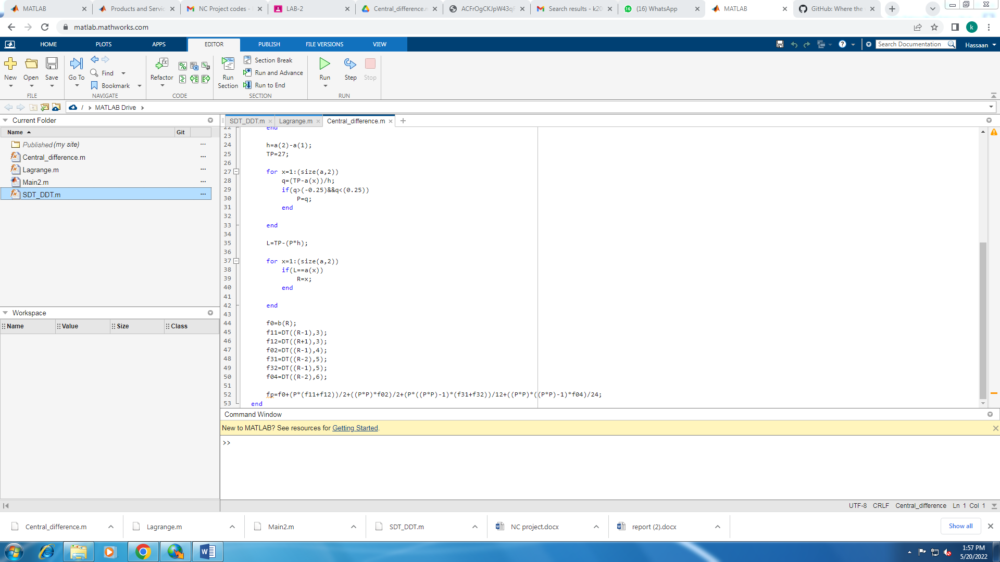 MATLAB
Products and Servic
NC Project codes -
LAB-2
Central_difference.m
ACFrOgCKJpW43qF
Search results - k20
(16) WhatsApp
MATLAB
GitHub: Where the
matlab.mathworks.com
k
HOME
PLOTS
APPS
EDITOR
PUBLISH
FILE VERSIONS
VIEW
Search Documentation
Hassaan
New
Open
Save
FILE
Go To
Find
Bookmark
NAVIGATE
Refactor
CODE
Run Section
Section Break
Run and Advance
Run to End
SECTION
Run
Step
Stop
RUN
/ > MATLAB Drive >
Current Folder
Name
Git
Published (my site)
Central_difference.m
Lagrange.m
Main2.m
SDT_DDT.m
Workspace
Name
Value
Size
Class
SDT_DDT.m
Lagrange.m
Central_difference.m
22 end
23
24 h=a(2)-a(1);
25 TP=27;
26
27 for x=1:(size(a,2))
28 q=(TP-a(x))/h;
29 if(q>(-0.25)&&q<(0.25))
30 P=q;
31 end
32
33 end
34
35 L=TP-(P*h);
36
37 for x=1:(size(a,2))
38 if(L==a(x))
39 R=x;
40 end
41
42 end
43
44 f0=b(R);
45 f11=DT((R-1),3);
46 f12=DT((R+1),3);
47 f02=DT((R-1),4);
48 f31=DT((R-2),5);
49 f32=DT((R-1),5);
50 f04=DT((R-2),6);
51
52 fp=f0+(P*(f11+f12))/2+((P*P)*f02)/2+(P*((P*P)-1)*(f31+f32))/12+((P*P)*((P*P)-1)*f04)/24;
53 end
Command Window
New to MATLAB? See resources for Getting Started.
>>
UTF-8 CRLF Central_difference Ln 1 Col 1
Central_difference.m
Lagrange.m
Main2.m
SDT_DDT.m
NC project.docx
report (2).docx
Show all
1:57 PM
5/20/2022